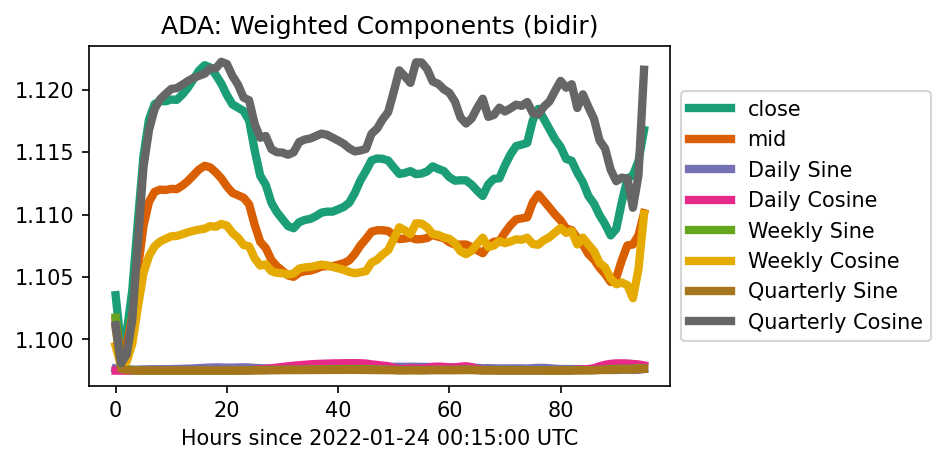 ADA: Weighted Components (bidir)
1.120
1.115
1.110
1.105
1.100
0 20 40 60 80
Hours since 2022-01-24 00:15:00 UTC
close
mid
Daily Sine
Daily Cosine
Weekly Sine
Weekly Cosine
Quarterly Sine
Quarterly Cosine